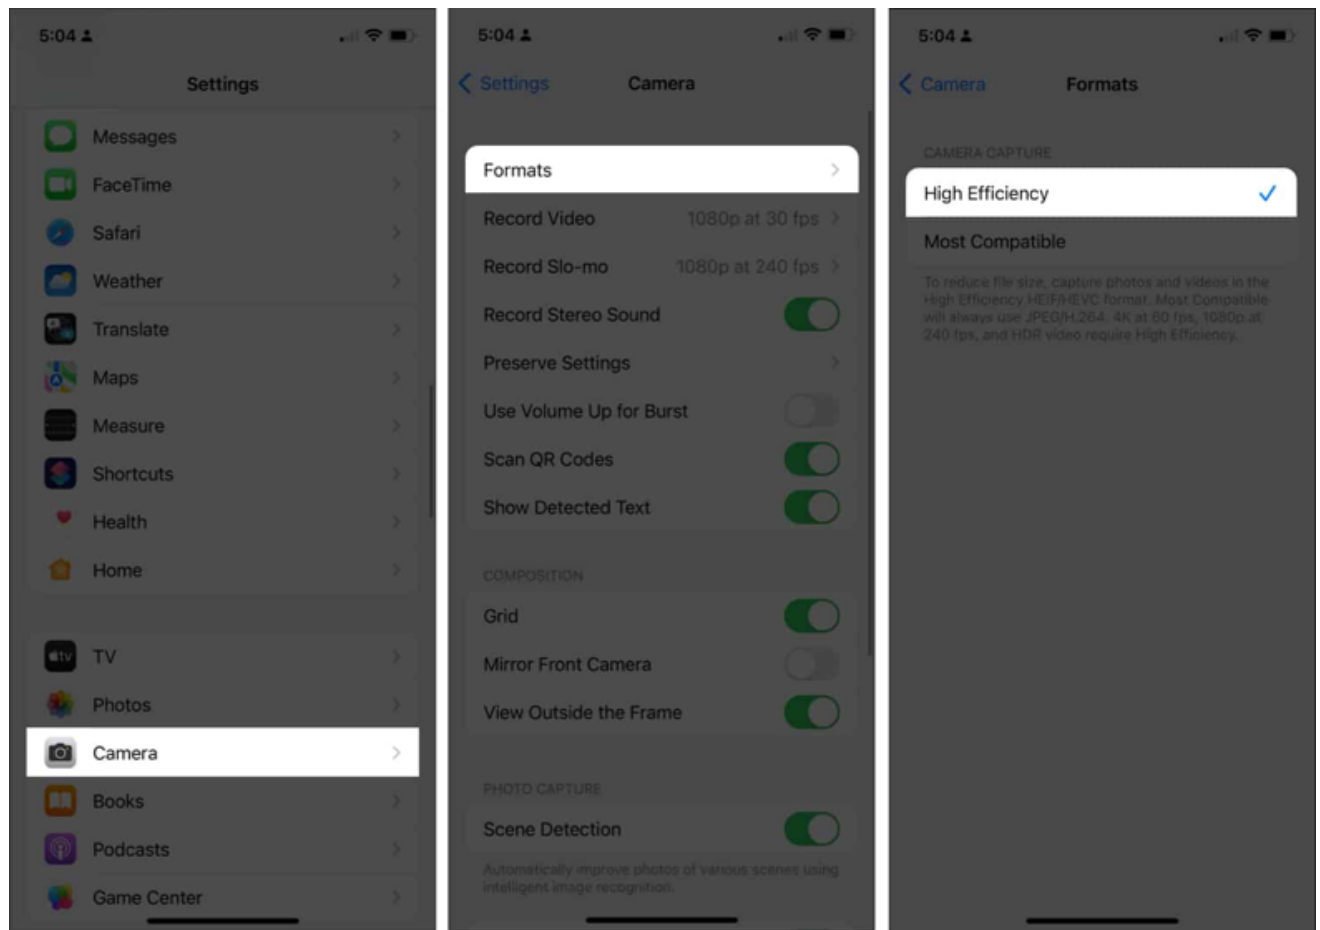 5:04
Settings
Messages
FaceTime
Safari
Weather
Translate
Maps
Measure
Shortcuts
Health
Home
tv
TV
Photos
Camera
Books
Podcasts
Game Center
5:04
Settings
Camera
Formats
Record Video 1080p at 30 fps
Record Slo-mo 1080p at 240 fps
Record Stereo Sound
Preserve Settings
Use Volume Up for Burst
Scan QR Codes
Show Detected Text
COMPOSITION
Grid
Mirror Front Camera
View Outside the Frame
PHOTO CAPTURE
Scene Detection
Automatically improve photos of various scenes using
intelligent image recognition.
5:04
Camera
Formats
CAMERA CAPTURE
High Efficiency
Most Compatible
To reduce file size, capture photos and videos in the
High Efficiency HEIF/HEVC format. Most Compatible
will always use JPEG/H.264. 4K at 60 fps, 1080p at
240 fps, and HDR video require High Efficiency.